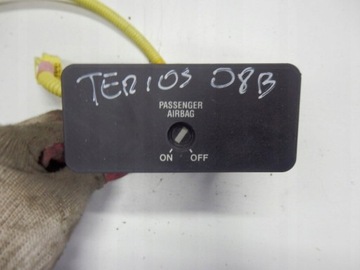 TERIOS 08B
PASSENGER
AIRBAG
ON OFF